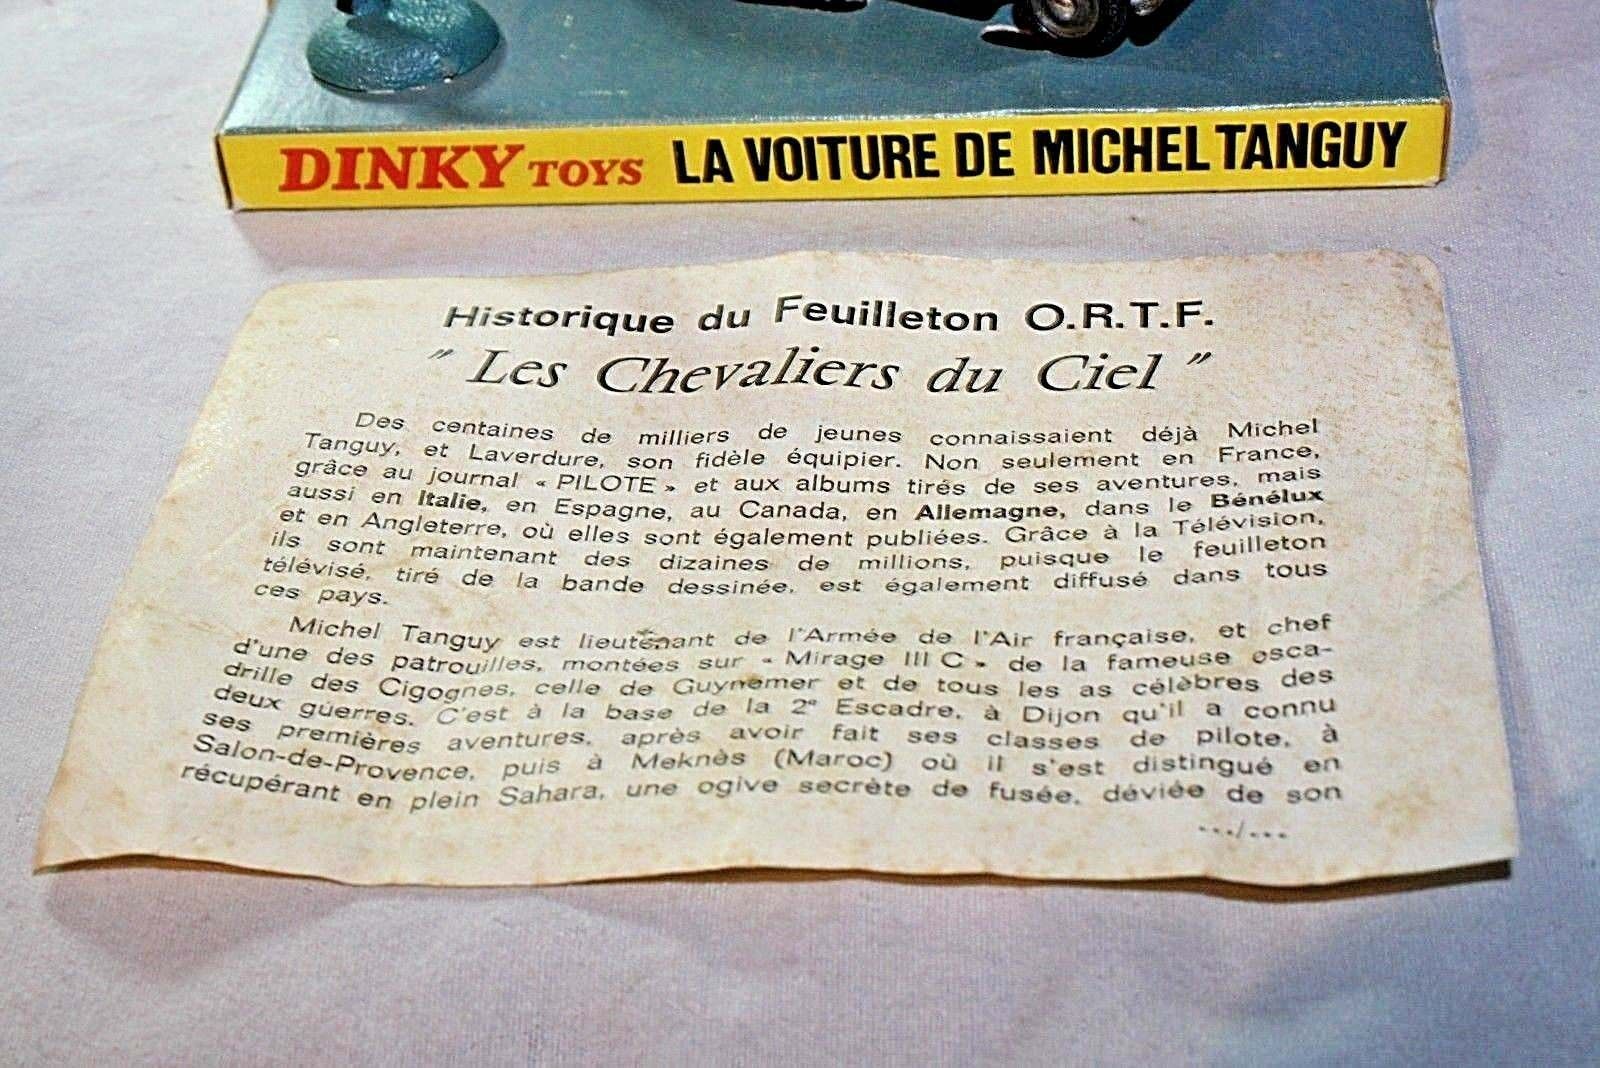 DINKY TOYS LA VOITURE DE MICHEL TANGUY
Historique du Feuilleton O.R.T.F.
" Les Chevaliers du Ciel "
Des centaines de milliers de jeunes connaissaient déjà Michel
Tanguy, et Laverdure, son fidèle équipier. Non seulement en France,
grâce au journal « PILOTE » et aux albums tirés de ses aventures, mais
aussi en Italie, en Espagne, au Canada, en Allemagne, dans le Bénélux
et en Angleterre, où elles sont également publiées. Grâce à la Télévision,
ils sont maintenant des dizaines de millions, puisque le feuilleton
télévisé, tiré de la bande dessinée, est également diffusé dans tous
ces pays.
Michel Tanguy est lieutenant de l'Armée de l'Air française, et chef
d'une des patrouilles, montées sur « Mirage III C » de la fameuse esca-
drille des Cigognes, celle de Guynemer et de tous les as célèbres des
deux guerres. C'est à la base de la 2e Escadre, à Dijon qu'il a connu
ses premières aventures, après avoir fait ses classes de pilote, à
Salon-de-Provence, puis à Meknès (Maroc) où il s'est distingué en
récupérant en plein Sahara, une ogive secrète de fusée, déviée de son
.../...